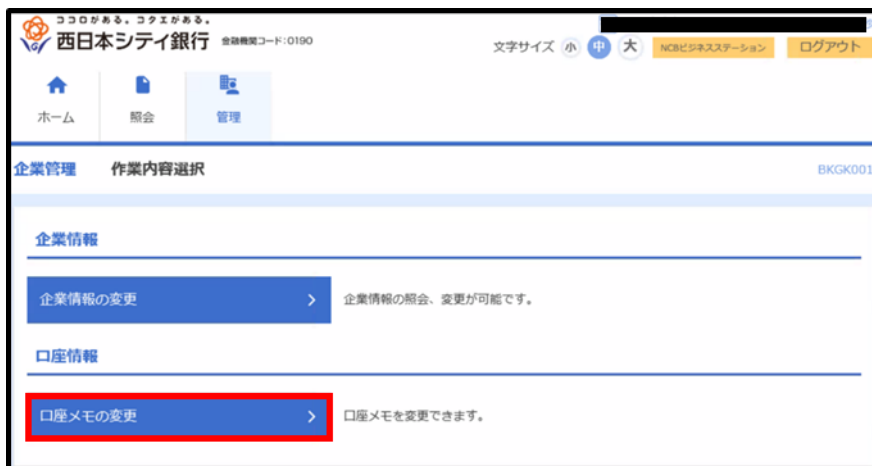 ココロがある。コタエがある。
西日本シティ銀行 金融機関コード:0190
文字サイズ 小 中 大 NCBビジネスステーション ログアウト
ホーム 照会 管理
企業管理 作業内容選択 BKGK001
企業情報
企業情報の変更 企業情報の照会、変更が可能です。
口座情報
口座メモの変更 口座メモを変更できます。